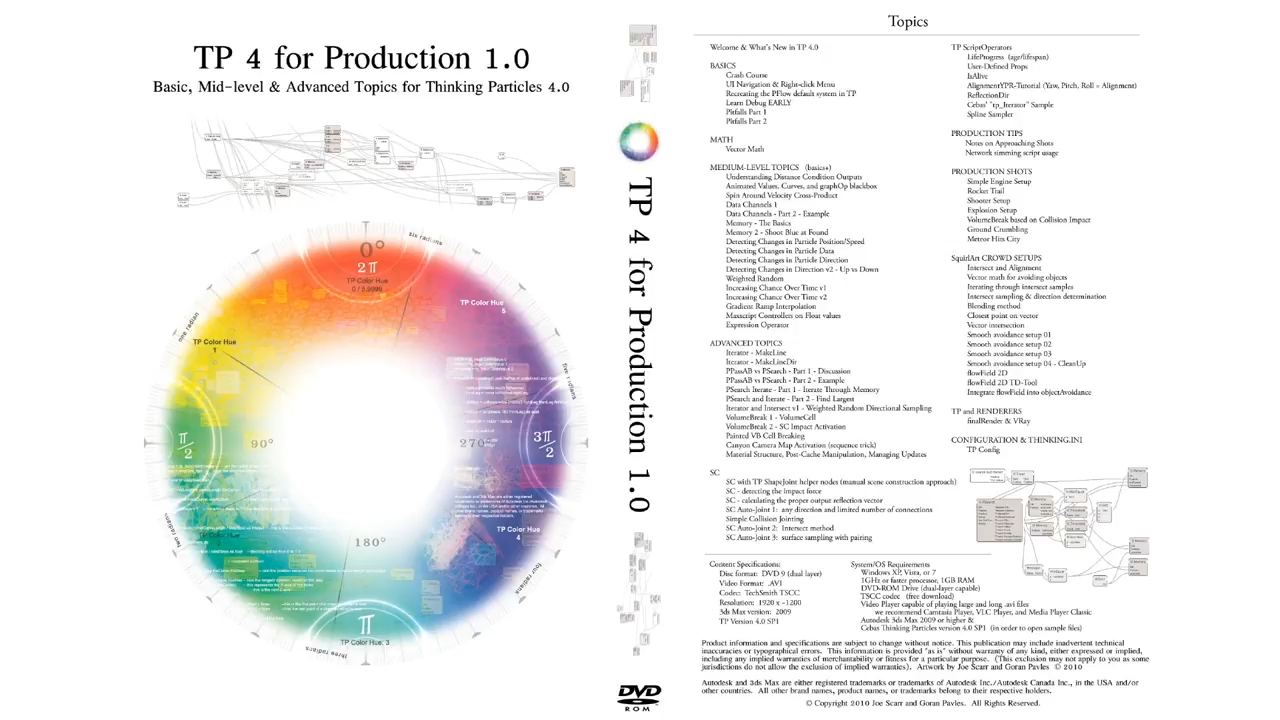 TP 4 for Production 1.0
Basic, Mid-level & Advanced Topics for Thinking Particles 4.0
six radians
0°
2π
TP Color Hue
0 / 5.9999
TP Color Hue
5
one radian
TP Color Hue
1
five radians
π
2
90°
270°
3π
2
TP Color Hue
4
two radians
180°
four radians
π
TP Color Hue: 3
three radians
TP 4 for Production 1.0
DVD
ROM
Topics
Welcome & What's New in TP 4.0
BASICS
Crash Course
UI Navigation & Right-click Menu
Recreating the PFlow default system in TP
Learn Debug EARLY
Pitfalls Part 1
Pitfalls Part 2
MATH
Vector Math
MEDIUM-LEVEL TOPICS (basics+)
Understanding Distance Condition Outputs
Animated Values, Curves, and graphOp blackbox
Spin Around Velocity Cross-Product
Data Channels 1
Data Channels - Part 2 - Example
Memory - The Basics
Memory 2 - Shoot Blue at Found
Detecting Changes in Particle Position/Speed
Detecting Changes in Particle Data
Detecting Changes in Particle Direction
Detecting Changes in Direction v2 - Up vs Down
Weighted Random
Increasing Chance Over Time v1
Increasing Chance Over Time v2
Gradient Ramp Interpolation
Maxscript Controllers on Float values
Expression Operator
ADVANCED TOPICS
Iterator - MakeLine
Iterator - MakeLineDir
PPassAB vs PSearch - Part 1 - Discussion
PPassAB vs PSearch - Part 2 - Example
PSearch Iterate - Part 1 - Iterate Through Memory
PSearch and Iterate - Part 2 - Find Largest
Iterator and Intersect v1 - Weighted Random Directional Sampling
VolumeBreak 1 - VolumeCell
VolumeBreak 2 - SC Impact Activation
Painted VB Cell Breaking
Canyon Camera Map Activation (sequence trick)
Material Structure, Post-Cache Manipulation, Managing Updates
SC
SC with TP ShapeJoint helper nodes (manual scene construction approach)
SC - detecting the impact force
SC - calculating the proper output reflection vector
SC Auto-Joint 1: any direction and limited number of connections
Simple Collision Jointing
SC Auto-Joint 2: Intersect method
SC Auto-Joint 3: surface sampling with pairing
TP ScriptOperators
LifeProgress (age/lifespan)
User-Defined Props
IsAlive
AlignmentYPR-Tutorial (Yaw, Pitch, Roll = Alignment)
ReflectionDir
Cebas' "tp_Iterator" Sample
Spline Sampler
PRODUCTION TIPS
Notes on Approaching Shots
Network simming script usage
PRODUCTION SHOTS
Simple Engine Setup
Rocket Trail
Shooter Setup
Explosion Setup
VolumeBreak based on Collision Impact
Ground Crumbling
Meteor Hits City
SquirlArt CROWD SETUPS
Intersect and Alignment
Vector math for avoiding objects
Iterating through intersect samples
Intersect sampling & direction determination
Blending method
Closest point on vector
Vector intersection
Smooth avoidance setup 01
Smooth avoidance setup 02
Smooth avoidance setup 03
Smooth avoidance setup 04 - CleanUp
flowField 2D
flowField 2D TD-Tool
Integrate flowField into object/avoidance
TP and RENDERERS
finalRender & VRay
CONFIGURATION & THINKING.INI
TP Config
Content Specifications:
Disc format: DVD 9 (dual layer)
Video Format: .AVI
Codec: TechSmith TSCC
Resolution: 1920 x ~1200
3ds Max version: 2009
TP Version 4.0 SP1
System/OS Requirements
Windows XP, Vista, or 7
1GHz or faster processor, 1GB RAM
DVD-ROM Drive (dual-layer capable)
TSCC codec (free download)
Video Player capable of playing large and long .avi files
we recommend Camtasia Player, VLC Player, and Media Player Classic
Autodesk 3ds Max 2009 or higher &
Cebas Thinking Particles version 4.0 SP1 (in order to open sample files)
Product information and specifications are subject to change without notice. This publication may include inadvertent technical
inaccuracies or typographical errors. This information is provided "as is" without warranty of any kind, either expressed or implied,
including any implied warranties of merchantability or fitness for a particular purpose. (This exclusion may not apply to you as some
jurisdictions do not allow the exclusion of implied warranties). Artwork by Joe Scarr and Goran Pavles © 2010
Autodesk and 3ds Max are either registered trademarks or trademarks of Autodesk Inc./Autodesk Canada Inc., in the USA and/or
other countries. All other brand names, product names, or trademarks belong to their respective holders.
© Copyright 2010 Joe Scarr and Goran Pavles. All Rights Reserved.